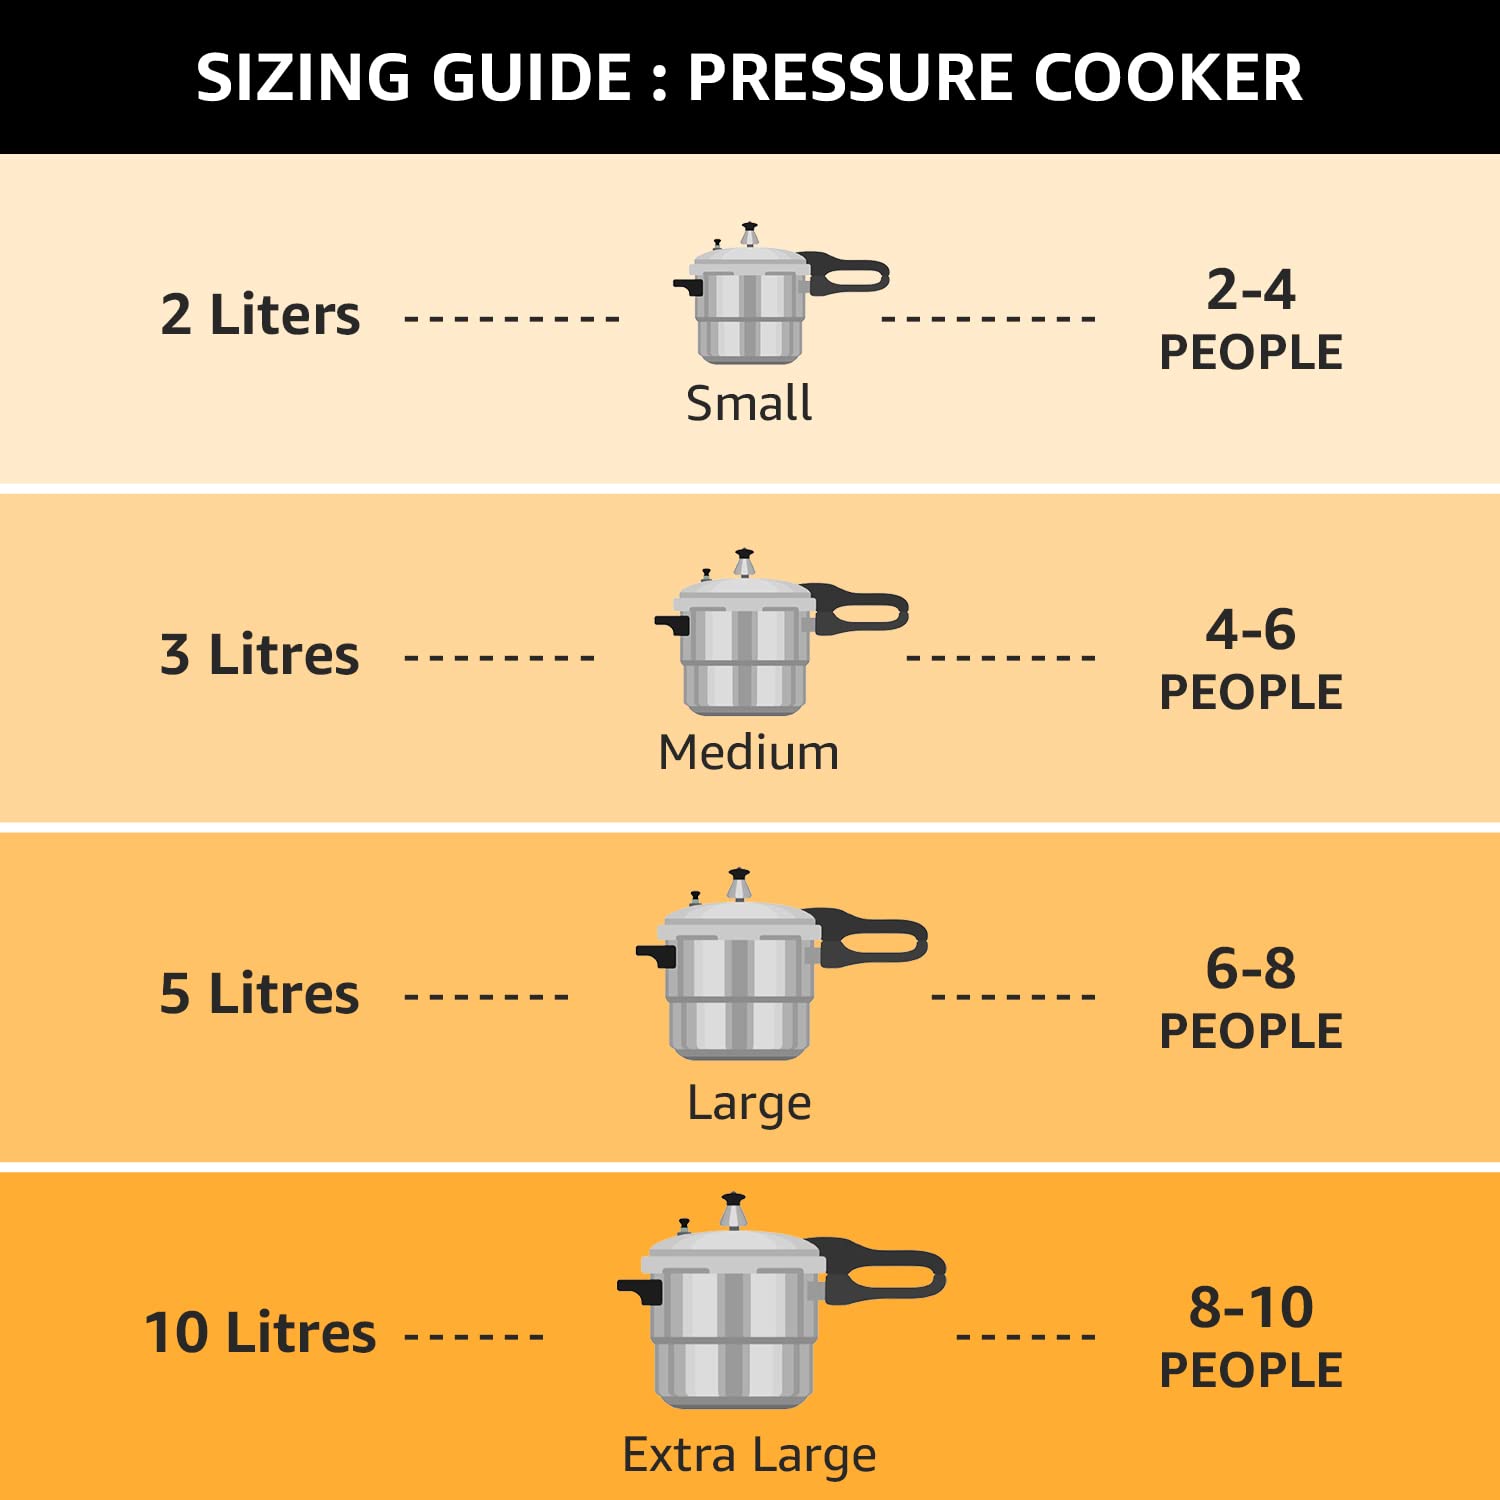 SIZING GUIDE : PRESSURE COOKER
2 Liters
Small
2-4
PEOPLE
3 Litres
Medium
4-6
PEOPLE
5 Litres
Large
6-8
PEOPLE
10 Litres
Extra Large
8-10
PEOPLE